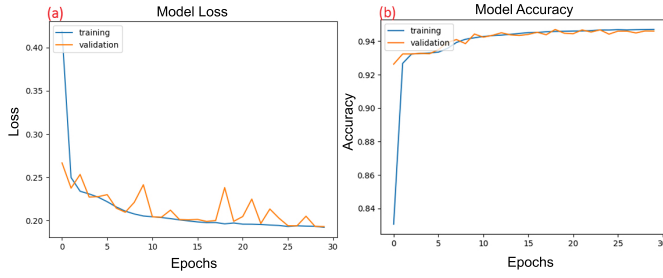 (a)
Model Loss
training
validation
0.40
0.35
0.30
0.25
0.20
Loss
0
5
10
15
20
25
30
Epochs
(b)
Model Accuracy
training
validation
0.94
0.92
0.90
0.88
0.86
0.84
Accuracy
0
5
10
15
20
25
30
Epochs